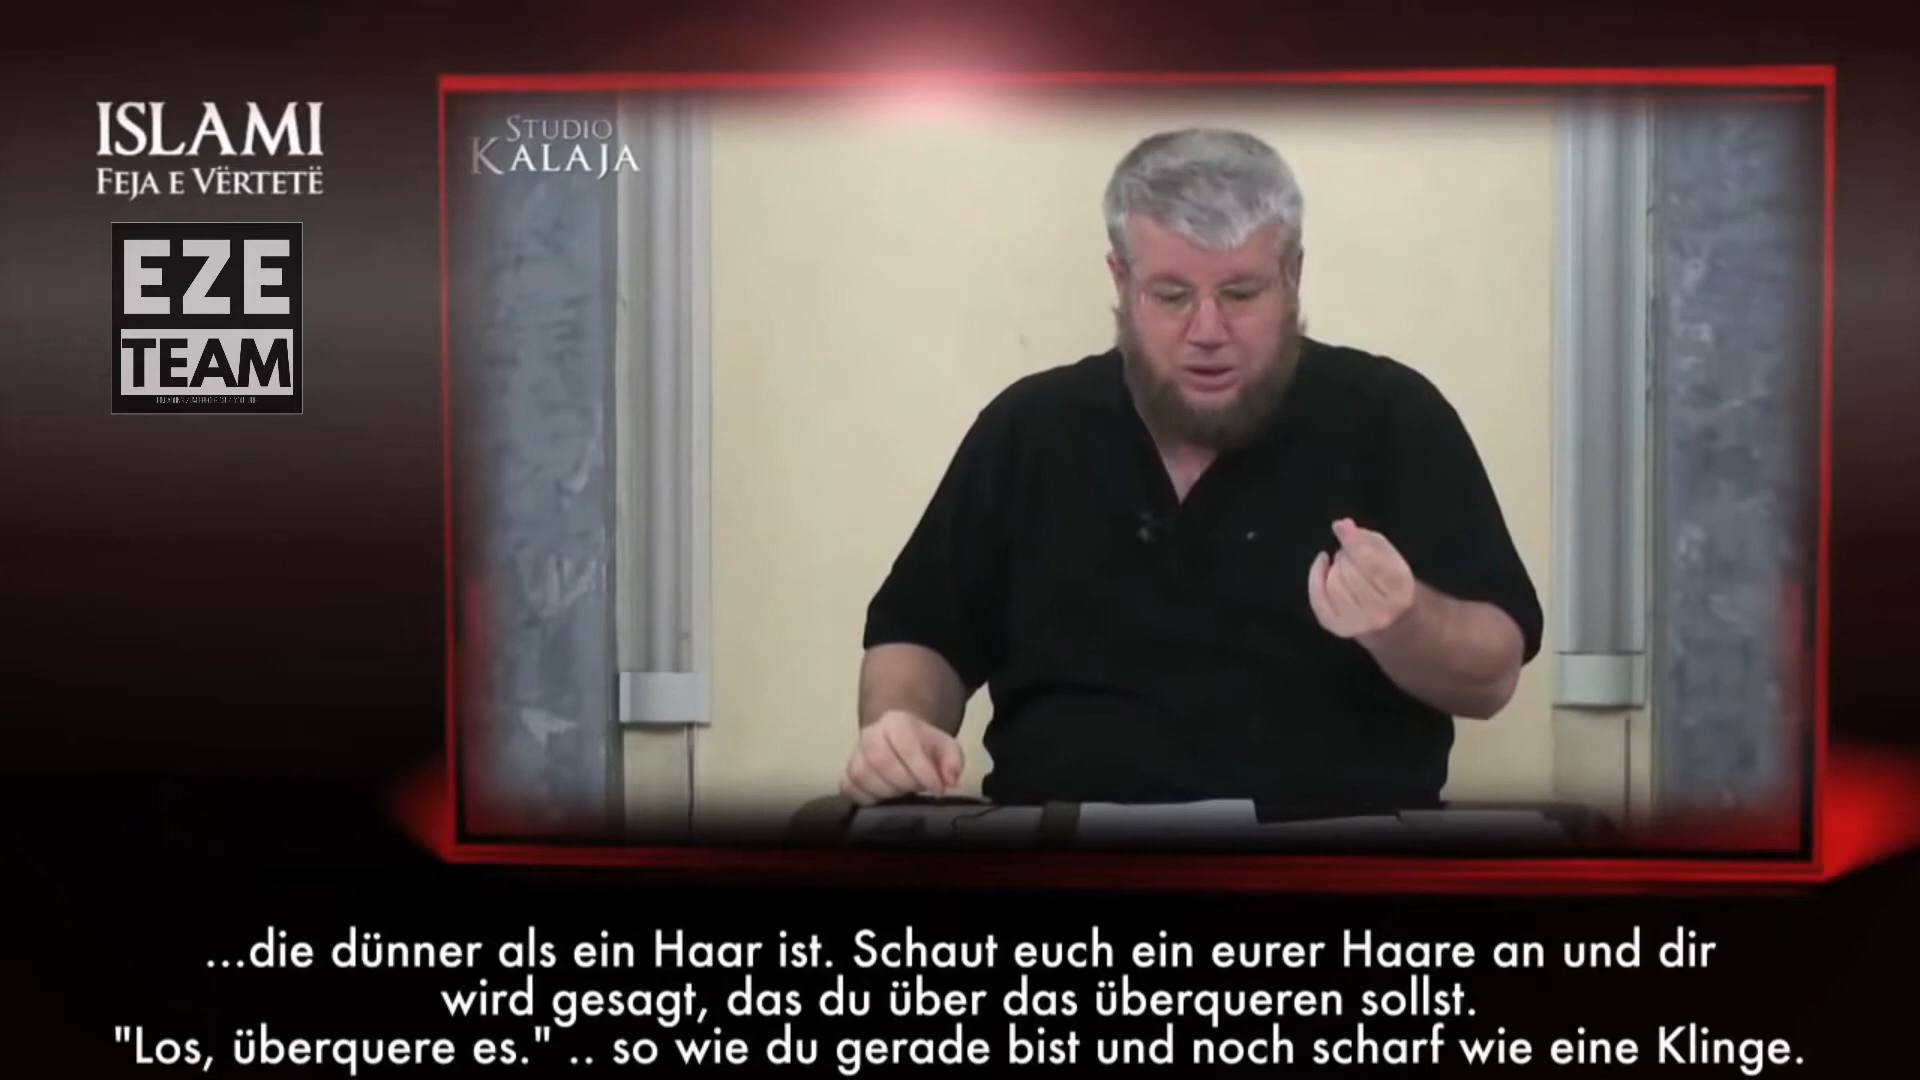 ISLAMI
FEJA E VËRTETË
EZE
TEAM
STUDIO
KALAJA
...die dünner als ein Haar ist. Schaut euch ein eurer Haare an und dir
wird gesagt, das du über das überqueren sollst.
"Los, überquere es." .. so wie du gerade bist und noch scharf wie eine Klinge.